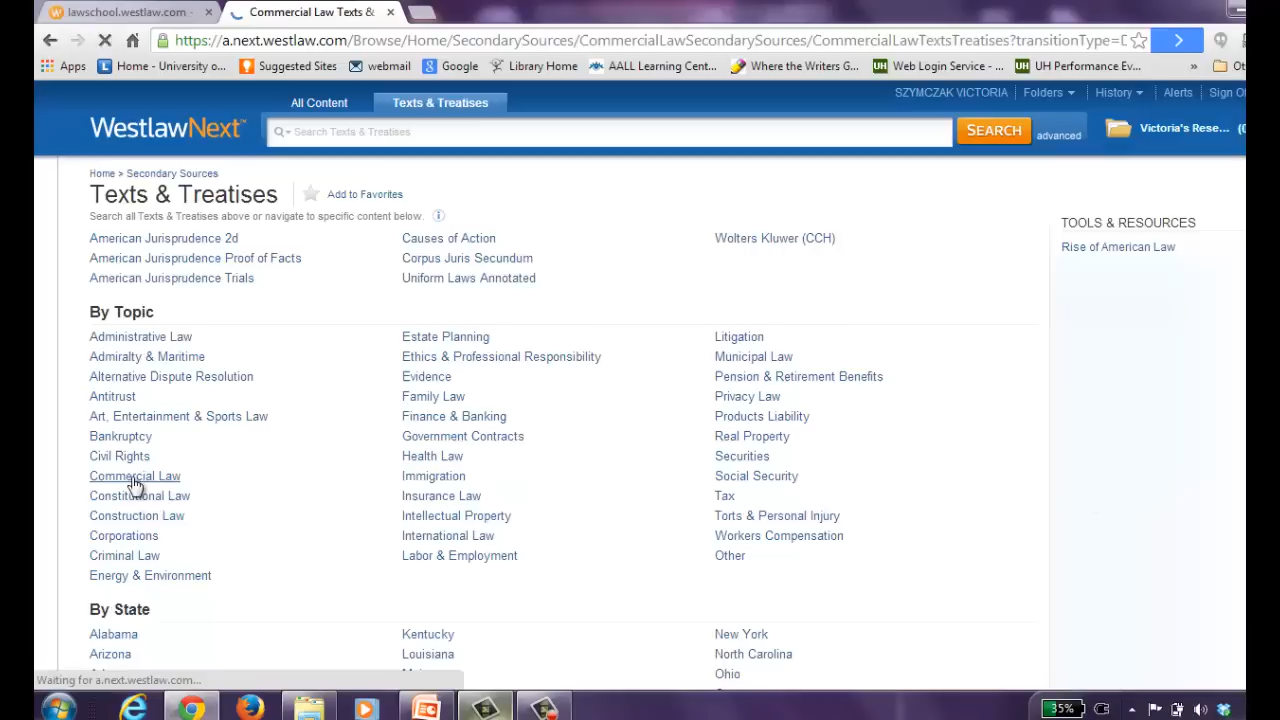 lawschool.westlaw.com -
Commercial Law Texts &
https://a.next.westlaw.com/Browse/Home/SecondarySources/CommercialLawSecondarySources/CommercialLawTextsTreatises?transitionType=D
Apps Home - University o... Suggested Sites webmail Google Library Home AALL Learning Cent... Where the Writers G... Web Login Service - ... UH Performance Ev... » Ot
SZYMCZAK VICTORIA Folders History Alerts Sign O
All Content Texts & Treatises
WestlawNext™ Search Texts & Treatises SEARCH advanced Victoria's Rese...
Home > Secondary Sources
Texts & Treatises Add to Favorites
Search all Texts & Treatises above or navigate to specific content below.
TOOLS & RESOURCES
Rise of American Law
American Jurisprudence 2d Causes of Action Wolters Kluwer (CCH)
American Jurisprudence Proof of Facts Corpus Juris Secundum
American Jurisprudence Trials Uniform Laws Annotated
By Topic
Administrative Law Estate Planning Litigation
Admiralty & Maritime Ethics & Professional Responsibility Municipal Law
Alternative Dispute Resolution Evidence Pension & Retirement Benefits
Antitrust Family Law Privacy Law
Art, Entertainment & Sports Law Finance & Banking Products Liability
Bankruptcy Government Contracts Real Property
Civil Rights Health Law Securities
Commercial Law Immigration Social Security
Constitutional Law Insurance Law Tax
Construction Law Intellectual Property Torts & Personal Injury
Corporations International Law Workers Compensation
Criminal Law Labor & Employment Other
Energy & Environment
By State
Alabama Kentucky New York
Arizona Louisiana North Carolina
Ohio
Waiting for a.next.westlaw.com...
35%